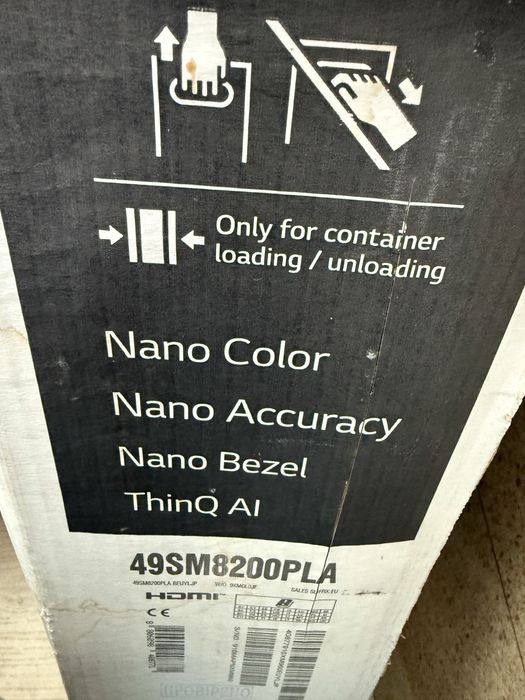 Only for container
loading / unloading
Nano Color
Nano Accuracy
Nano Bezel
ThinQ AI
49SM8200PLA
HDMI
CE